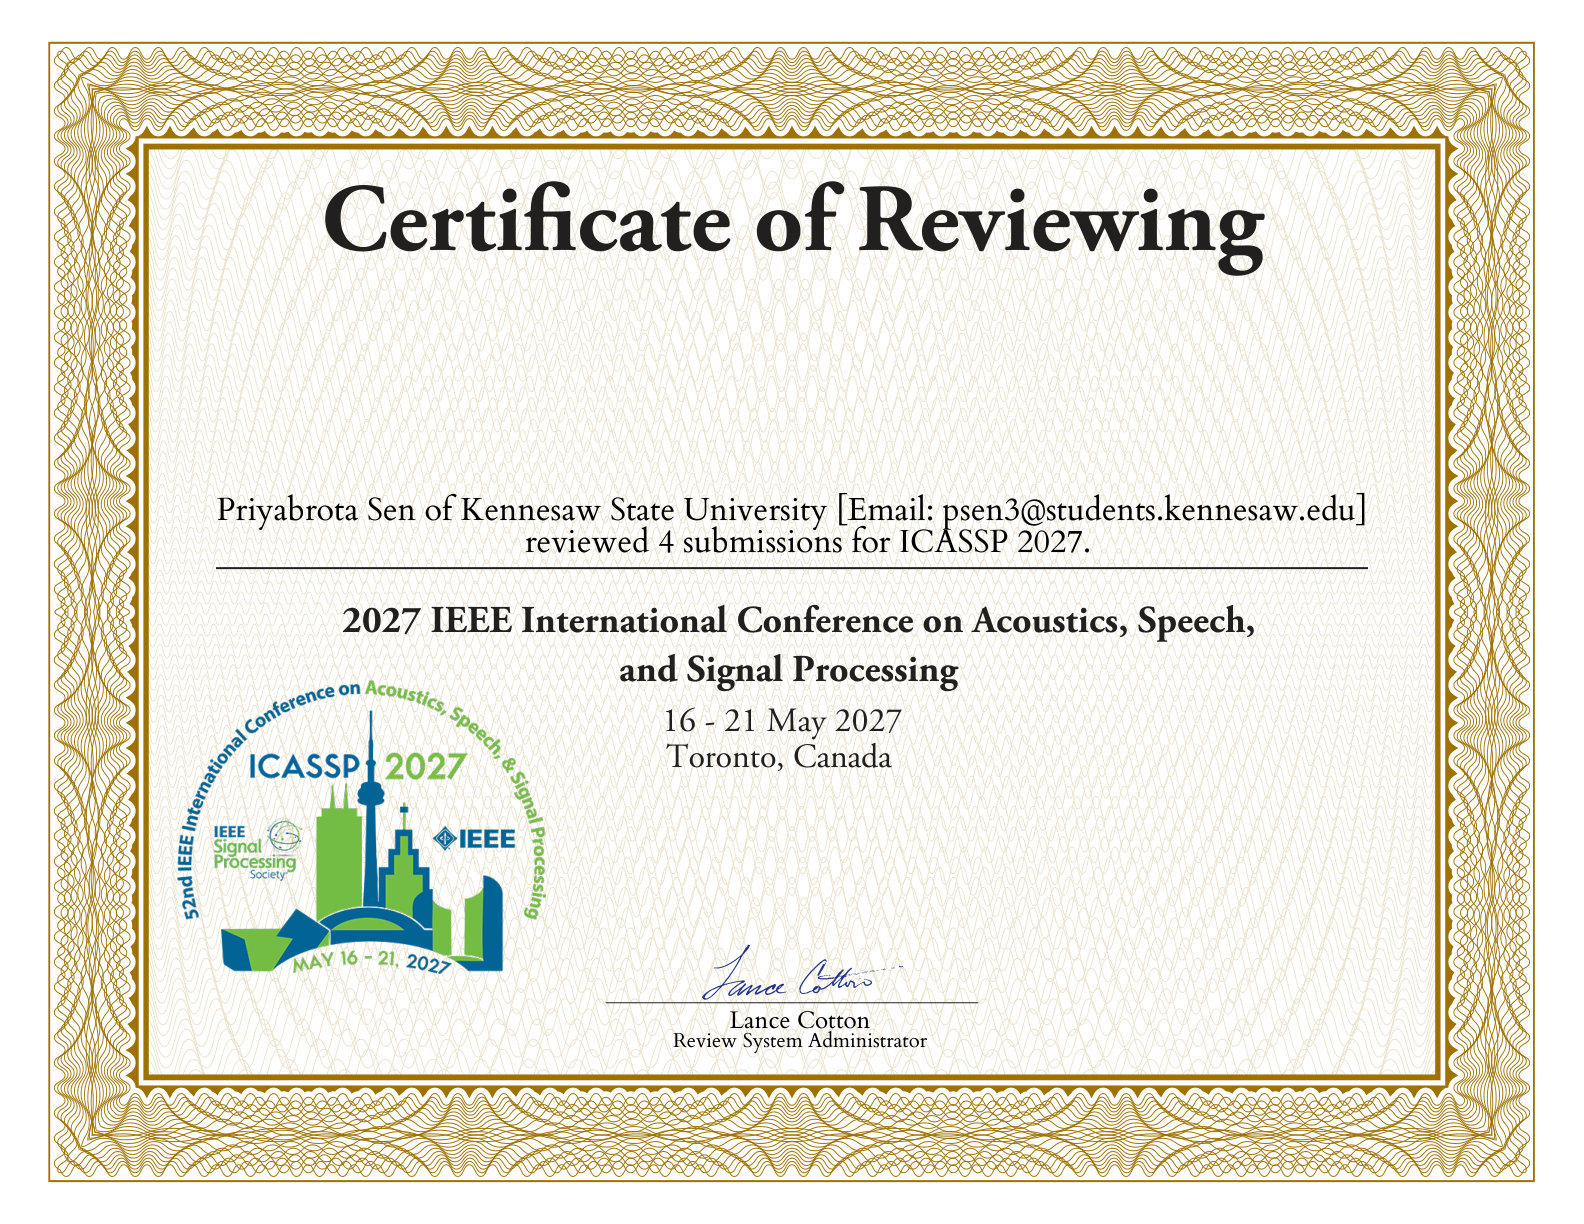 Certificate of Reviewing
Priyabrota Sen of Kennesaw State University [Email: psen3@students.kennesaw.edu]
reviewed 4 submissions for ICASSP 2027.
2027 IEEE International Conference on Acoustics, Speech,
and Signal Processing
16 - 21 May 2027
Toronto, Canada
52nd IEEE International Conference on Acoustics, Speech, & Signal Processing
ICASSP 2027
IEEE
Signal
Processing
Society
IEEE
MAY 16 - 21, 2027
Lance Cotton
Lance Cotton
Review System Administrator